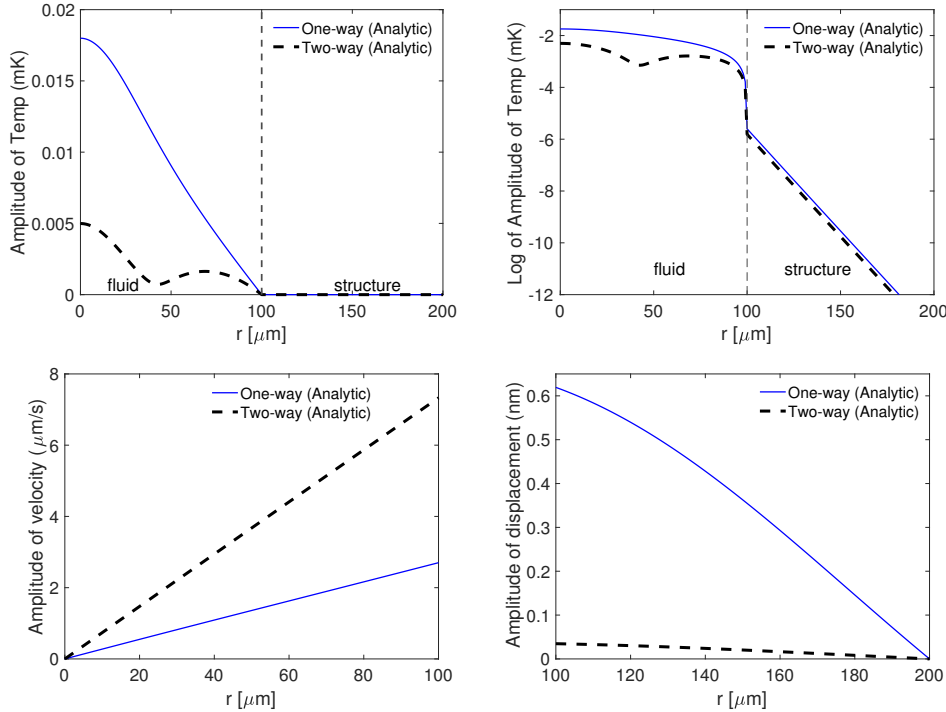 0.02
0.015
0.01
0.005
0
Amplitude of Temp (mK)
One-way (Analytic)
Two-way (Analytic)
fluid
structure
0
50
100
150
200
r [μm]
-2
-4
-6
-8
-10
-12
Log of Amplitude of Temp (mK)
One-way (Analytic)
Two-way (Analytic)
fluid
structure
0
50
100
150
200
r [μm]
8
6
4
2
0
Amplitude of velocity (μm/s)
One-way (Analytic)
Two-way (Analytic)
0
20
40
60
80
100
r [μm]
0.6
0.5
0.4
0.3
0.2
0.1
0
Amplitude of displacement (nm)
One-way (Analytic)
Two-way (Analytic)
100
120
140
160
180
200
r [μm]